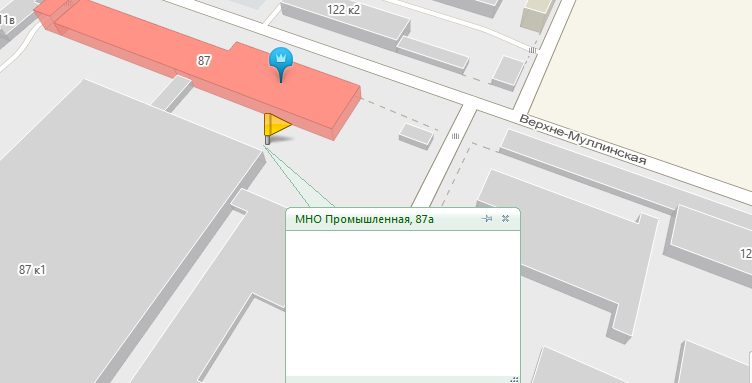 11в
122 к2
87
Верхне-Муллинская
МНО Промышленная, 87а
87 к1
12